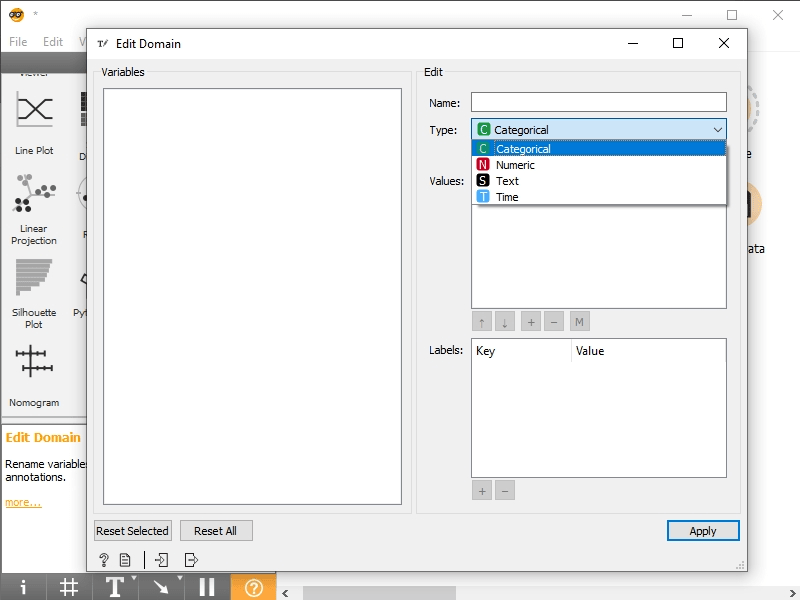 *
File Edit V
Edit Domain
Variables
Edit
Name:
Type:
C Categorical
C Categorical
N Numeric
S Text
T Time
Values:
↑ ↓ + − M
Labels:
Key Value
+ −
Reset Selected Reset All Apply
?
Viewer
Line Plot
D
Linear
Projection
Silhouette
Plot
Pyt
Nomogram
Edit Domain
Rename variables
annotations.
more...
e
ata
i # T ?